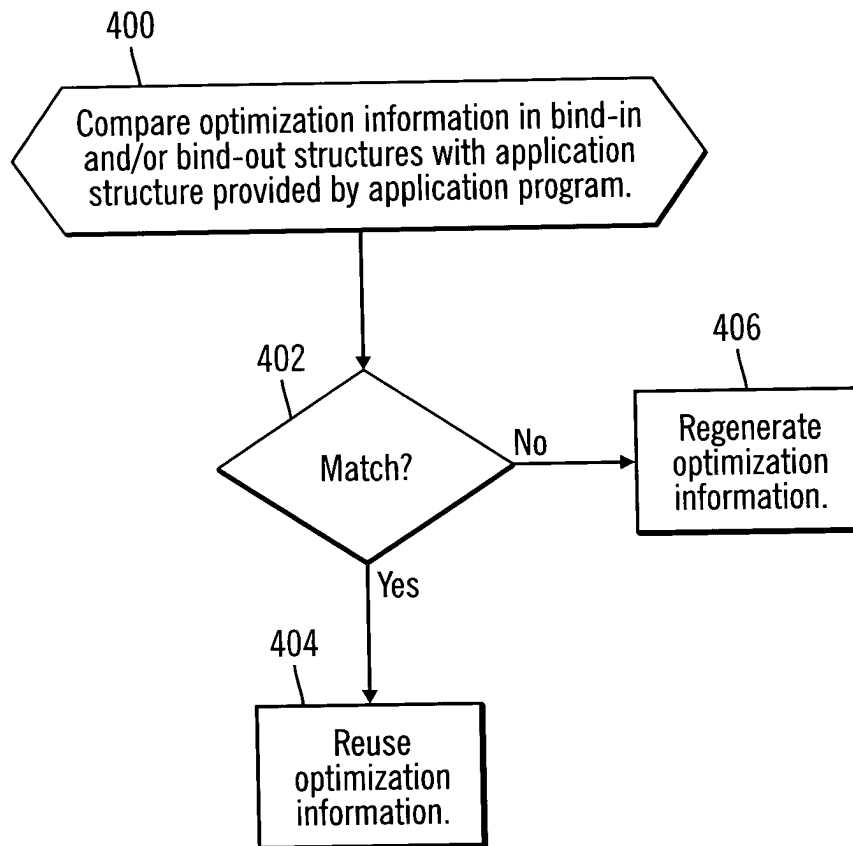 400
Compare optimization information in bind-in
and/or bind-out structures with application
structure provided by application program.
402
Match?
No
406
Regenerate
optimization
information.
Yes
404
Reuse
optimization
information.